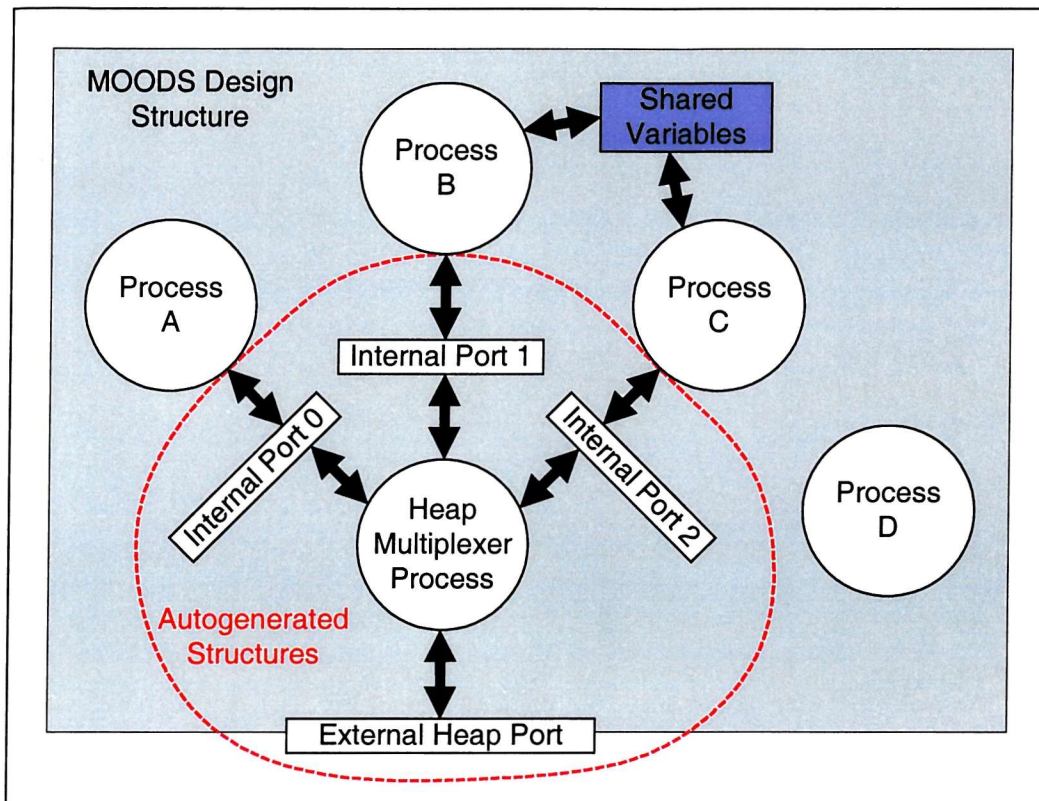 MOODS Design
Structure
Shared
Variables
Process
B
Process
A
Process
C
Internal Port 1
Internal Port 0
Internal Port 2
Heap
Multiplexer
Process
Process
D
Autogenerated
Structures
External Heap Port